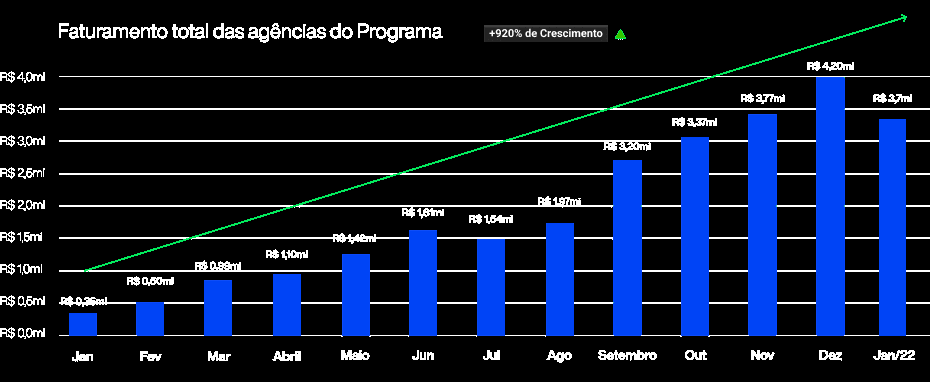 Faturamento total das agências do Programa
+920% de Crescimento
R$ 4,0mi
R$ 3,5mi
R$ 3,0mi
R$ 2,5mi
R$ 2,0mi
R$ 1,5mi
R$ 1,0mi
R$ 0,5mi
R$ 0,0mi
R$ 0,35mi
R$ 0,50mi
R$ 0,99mi
R$ 1,10mi
R$ 1,42mi
R$ 1,81mi
R$ 1,54mi
R$ 1,97mi
R$ 3,20mi
R$ 3,37mi
R$ 3,77mi
R$ 4,20mi
R$ 3,7mi
Jan Fev Mar Abril Maio Jun Jul Ago Setembro Out Nov Dez Jan/22